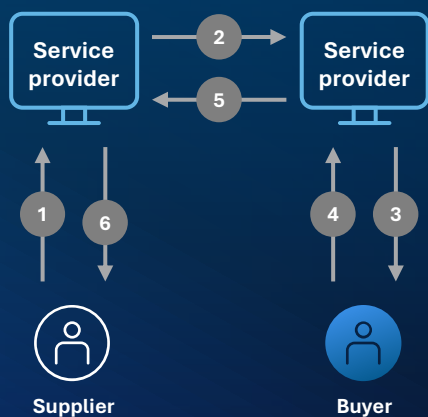 Service
provider
2
Service
provider
5
1
6
4
3
Supplier
Buyer